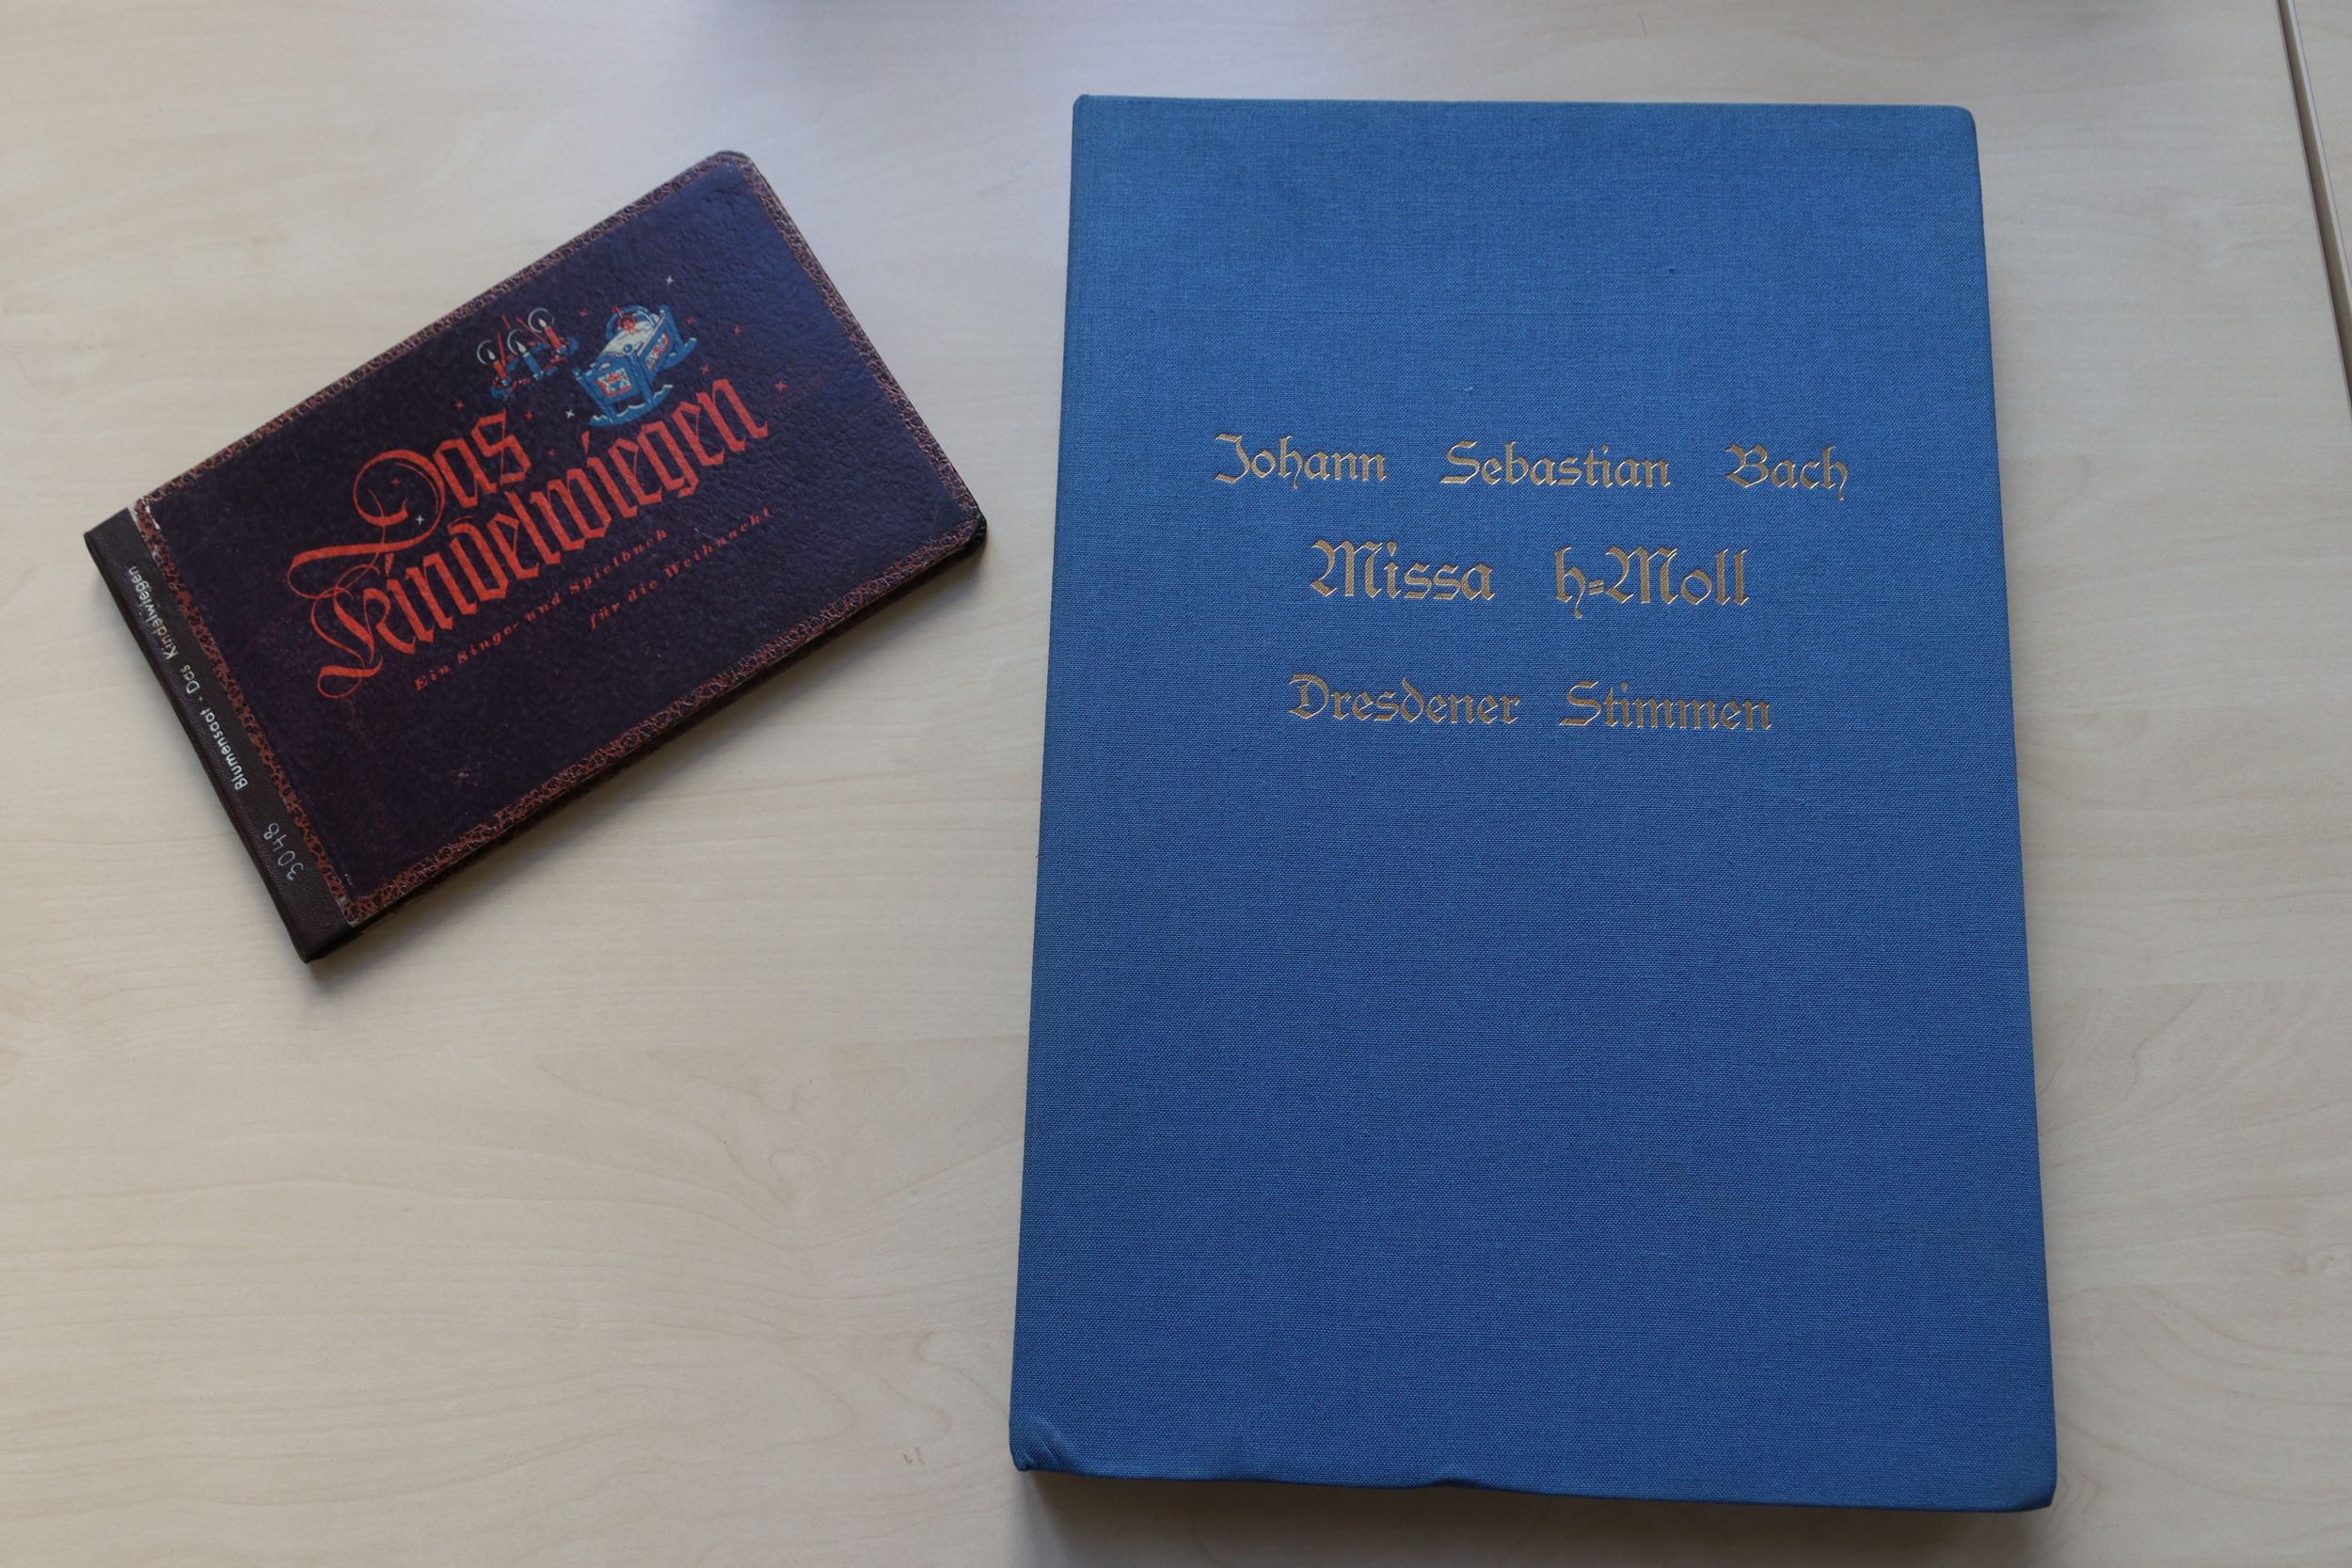 Das
Kindelwiegen
Ein Singe- und Spielbuch
für die Weihnacht
Blumensaat · Das Kindelwiegen
3048
Johann Sebastian Bach
Missa h=Moll
Dresdener Stimmen